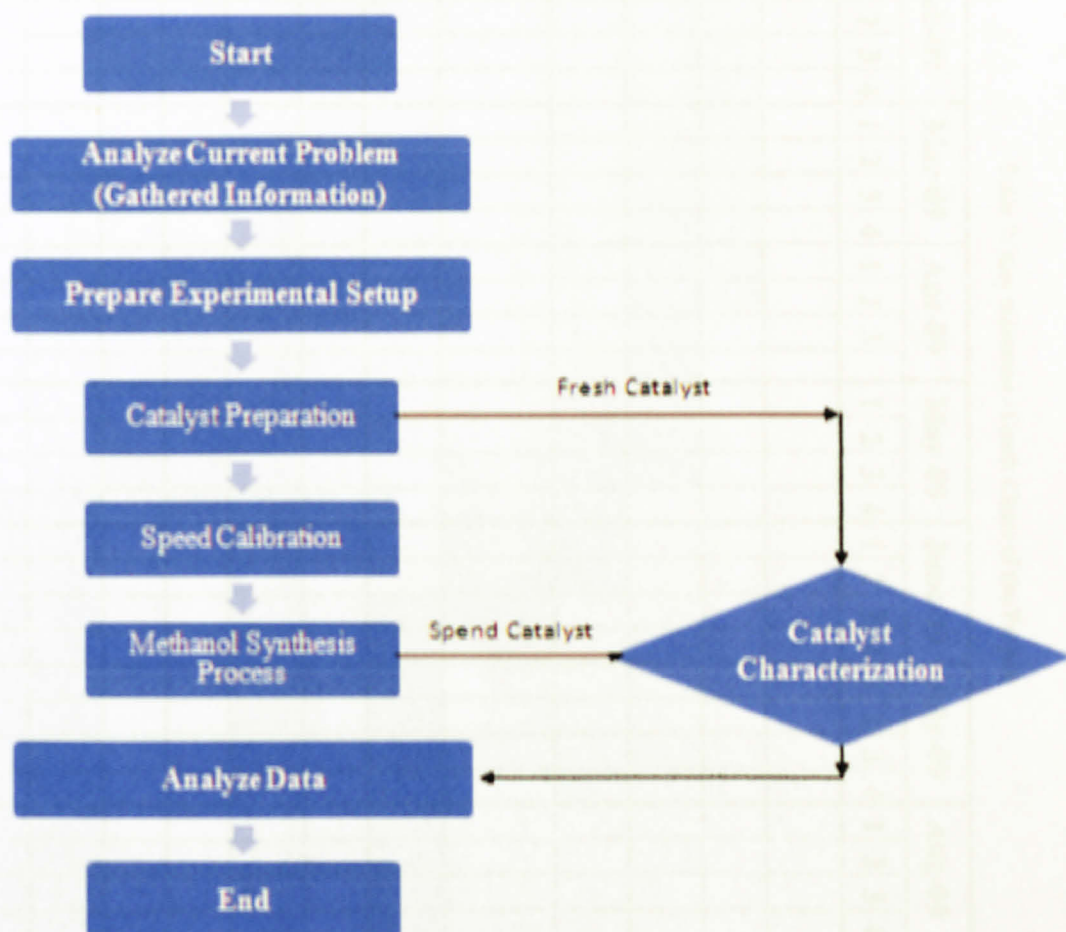 Start
Analyze Current Problem
(Gathered Information)
Prepare Experimental Setup
Catalyst Preparation
Fresh Catalyst
Speed Calibration
Methanol Synthesis
Process
Spend Catalyst
Catalyst
Characterization
Analyze Data
End